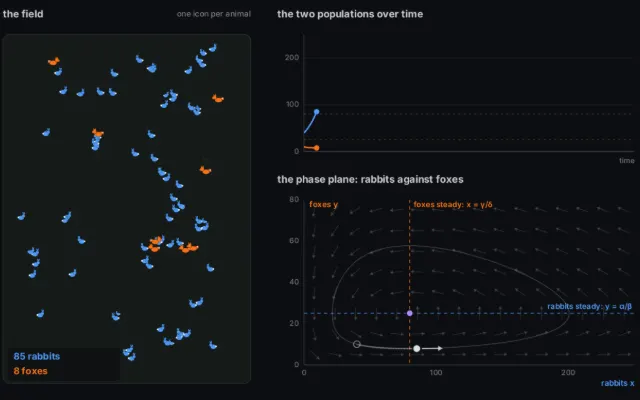 the field
one icon per animal
85 rabbits
8 foxes
the two populations over time
200
100
0
time
the phase plane: rabbits against foxes
80
foxes y
foxes steady: x = γ/δ
60
40
rabbits steady: y = α/β
20
0
0
100
200
rabbits x